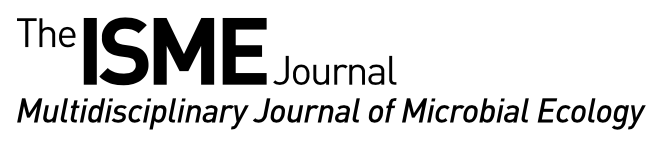 The ISME Journal
Multidisciplinary Journal of Microbial Ecology